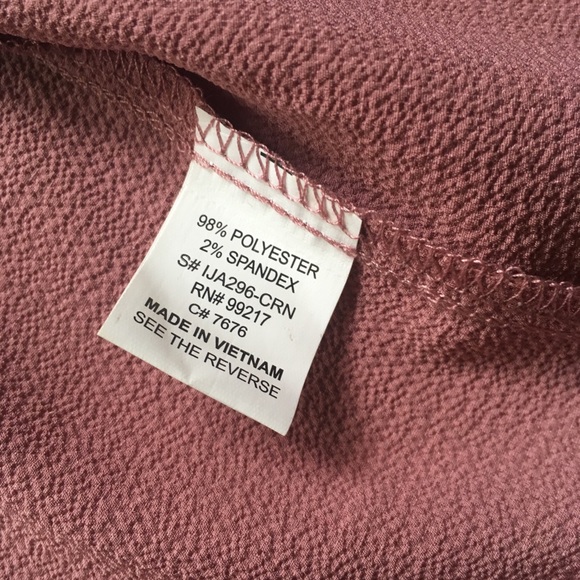 98% POLYESTER
2% SPANDEX
S# IJA296-CRN
RN# 99217
C# 7676
MADE IN VIETNAM
SEE THE REVERSE